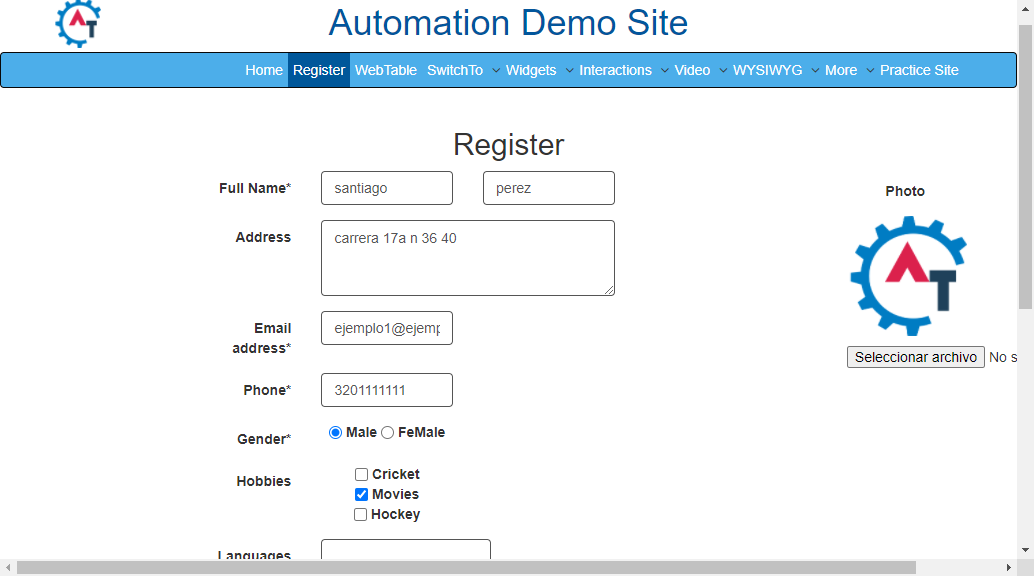 AT
Automation Demo Site
Home Register WebTable SwitchTo Widgets Interactions Video WYSIWYG More Practice Site
Register
Full Name* santiago perez
Photo
Address carrera 17a n 36 40
AT
Email address* ejemplo1@ejemp
Seleccionar archivo No s
Phone* 3201111111
Gender* Male FeMale
Hobbies Cricket
Movies
Hockey
Languages